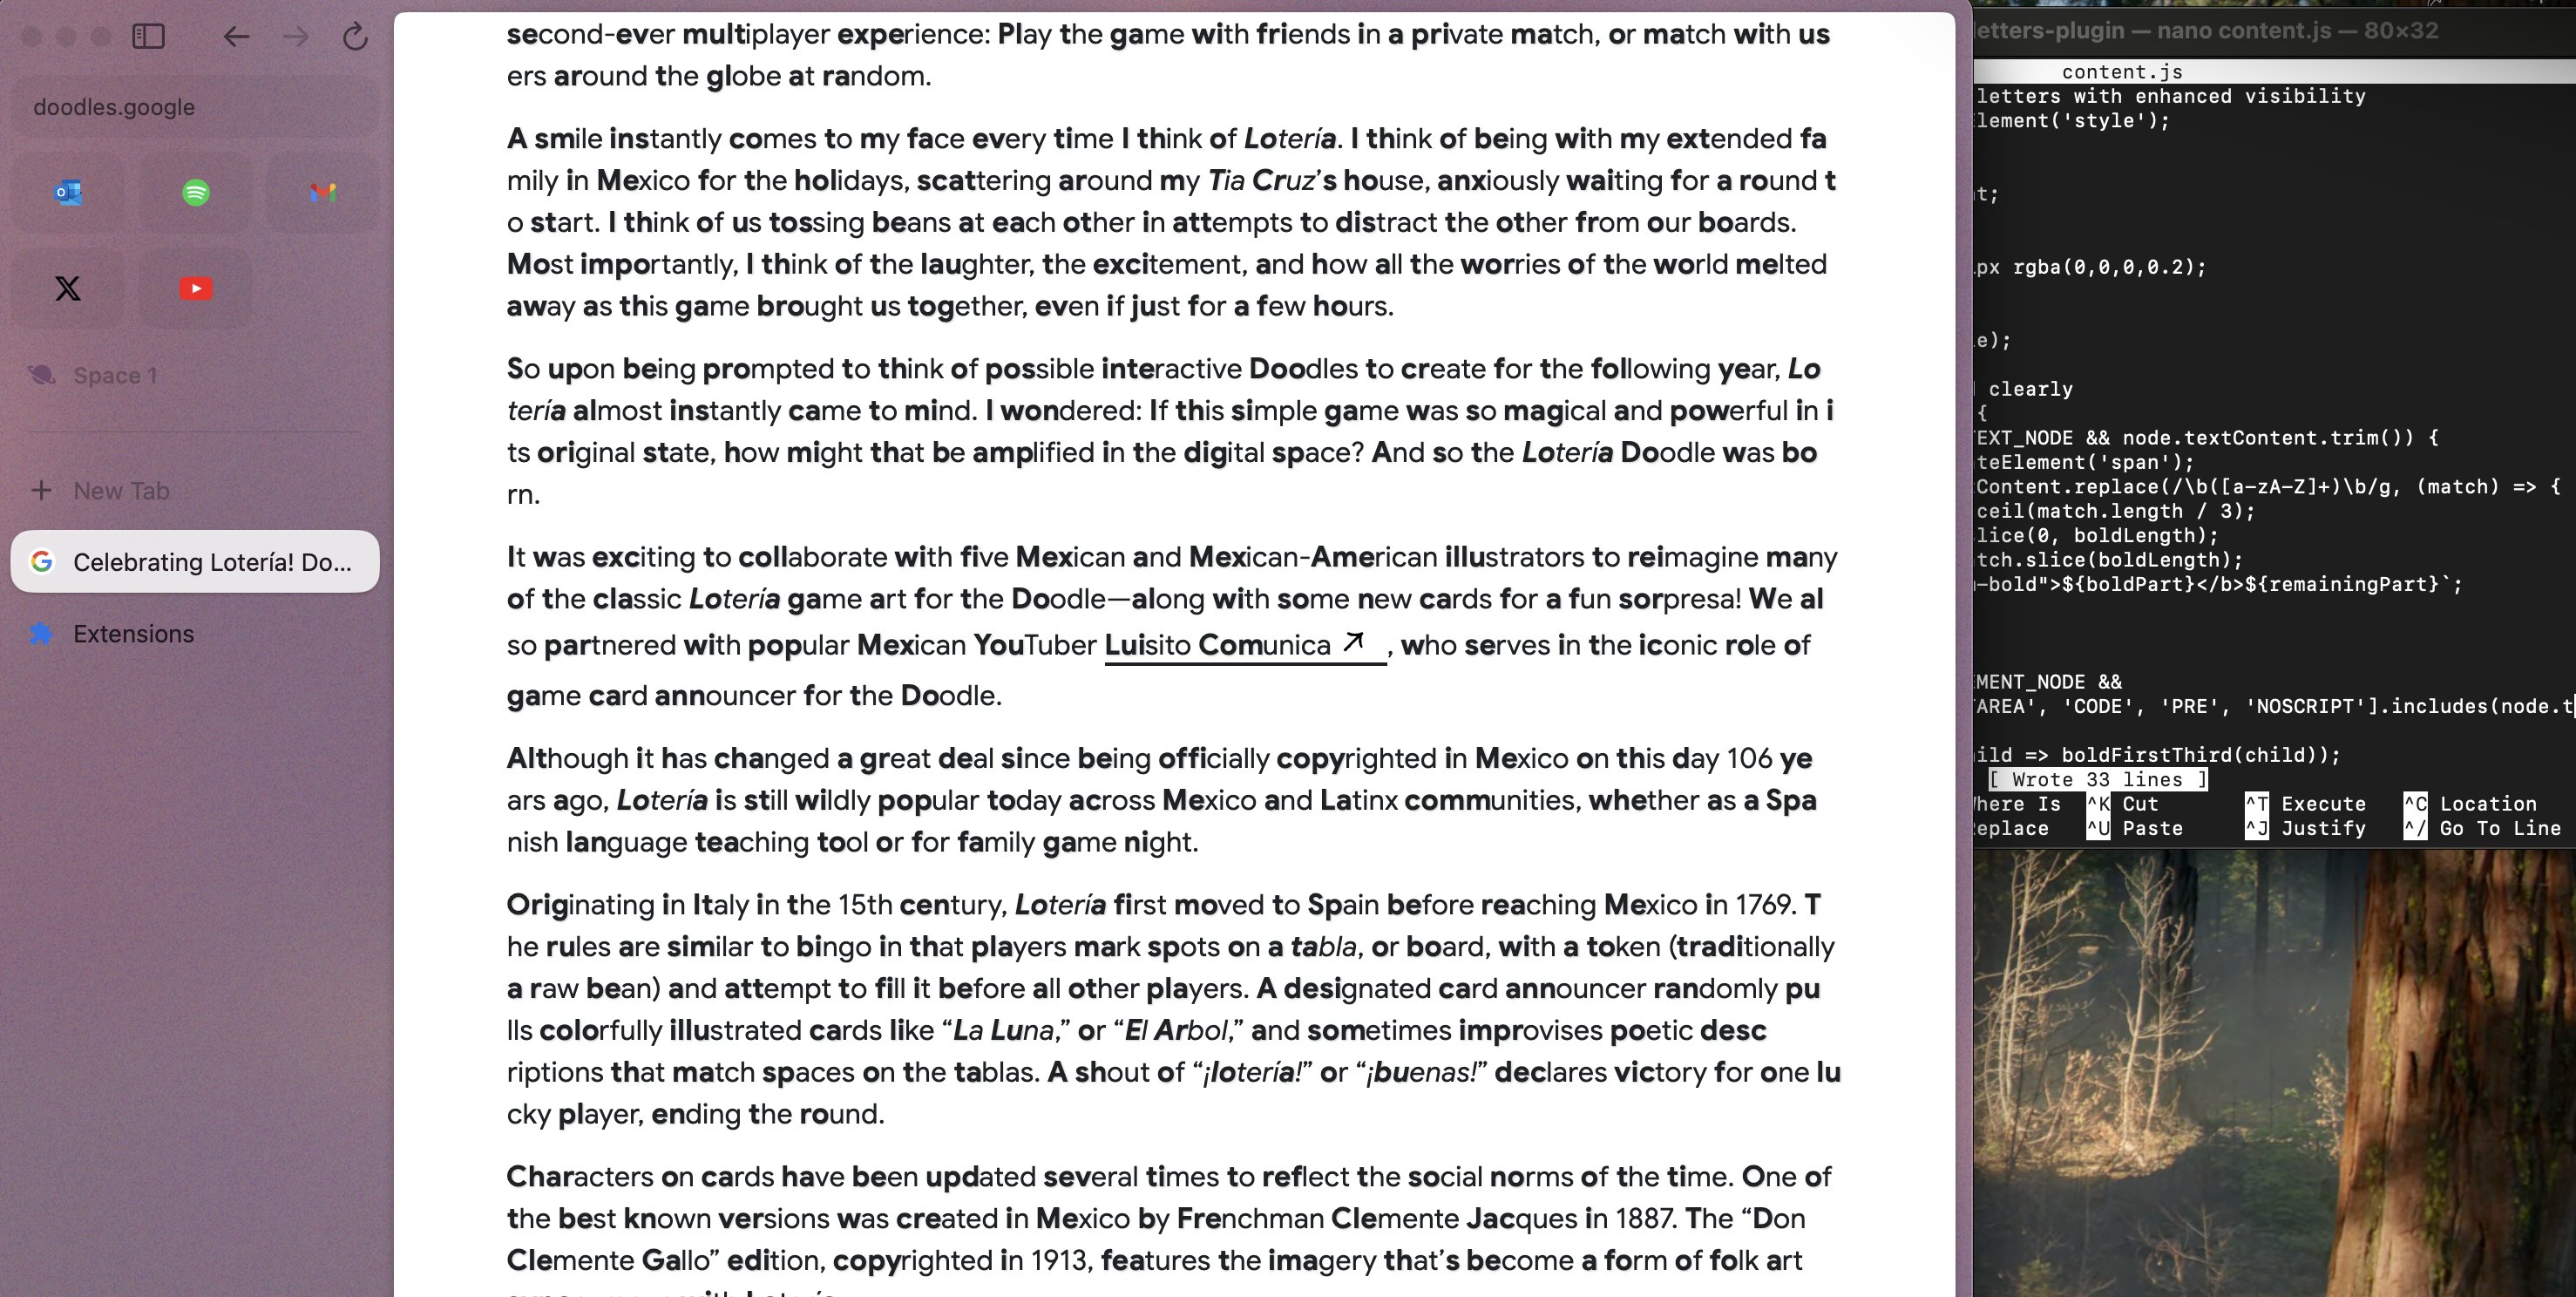 doodles.google
Space 1
New Tab
Celebrating Lotería! Do...
Extensions
second-ever multiplayer experience: Play the game with friends in a private match, or match with us
ers around the globe at random.
A smile instantly comes to my face every time I think of Lotería. I think of being with my extended fa
mily in Mexico for the holidays, scattering around my Tia Cruz’s house, anxiously waiting for a round t
o start. I think of us tossing beans at each other in attempts to distract the other from our boards.
Most importantly, I think of the laughter, the excitement, and how all the worries of the world melted
away as this game brought us together, even if just for a few hours.
So upon being prompted to think of possible interactive Doodles to create for the following year, Lo
tería almost instantly came to mind. I wondered: If this simple game was so magical and powerful in i
ts original state, how might that be amplified in the digital space? And so the Lotería Doodle was bo
rn.
It was exciting to collaborate with five Mexican and Mexican-American illustrators to reimagine many
of the classic Lotería game art for the Doodle—along with some new cards for a fun sorpresa! We al
so partnered with popular Mexican YouTuber Luisito Comunica ↗ , who serves in the iconic role of
game card announcer for the Doodle.
Although it has changed a great deal since being officially copyrighted in Mexico on this day 106 ye
ars ago, Lotería is still wildly popular today across Mexico and Latinx communities, whether as a Spa
nish language teaching tool or for family game night.
Originating in Italy in the 15th century, Lotería first moved to Spain before reaching Mexico in 1769. T
he rules are similar to bingo in that players mark spots on a tabla, or board, with a token (traditionally
a raw bean) and attempt to fill it before all other players. A designated card announcer randomly pu
lls colorfully illustrated cards like “La Luna,” or “El Arbol,” and sometimes improvises poetic desc
riptions that match spaces on the tablas. A shout of “¡lotería!” or “¡buenas!” declares victory for one lu
cky player, ending the round.
Characters on cards have been updated several times to reflect the social norms of the time. One of
the best known versions was created in Mexico by Frenchman Clemente Jacques in 1887. The “Don
Clemente Gallo” edition, copyrighted in 1913, features the imagery that’s become a form of folk art
etters-plugin — nano content.js — 80×32
content.js
letters with enhanced visibility
lement('style');
t;
px rgba(0,0,0,0.2);
e);
clearly
{
EXT_NODE && node.textContent.trim()) {
teElement('span');
Content.replace(/\b([a-zA-Z]+)\b/g, (match) => {
ceil(match.length / 3);
lice(0, boldLength);
tch.slice(boldLength);
-bold">${boldPart}</b>${remainingPart}`;
MENT_NODE &&
AREA', 'CODE', 'PRE', 'NOSCRIPT'].includes(node.t
ild => boldFirstThird(child));
[ Wrote 33 lines ]
here Is ^K Cut ^T Execute ^C Location
eplace ^U Paste ^J Justify ^/ Go To Line